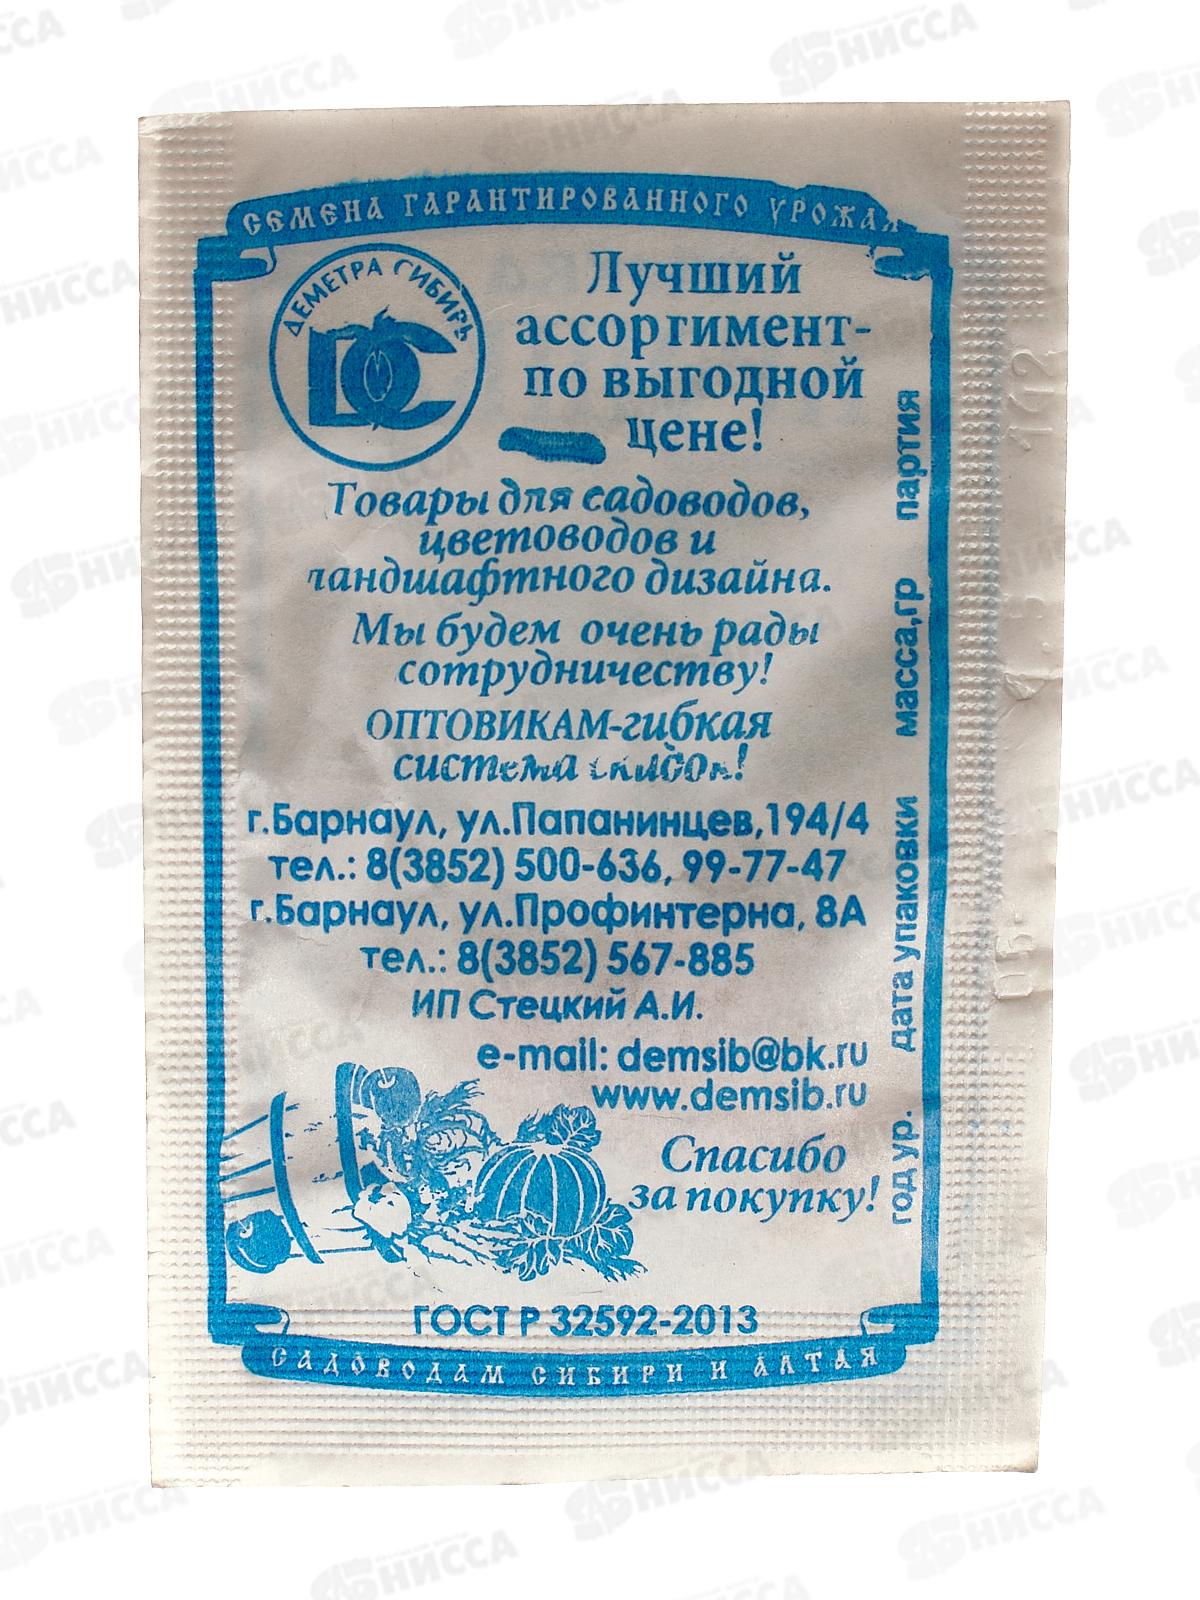 СЕМЕНА ГАРАНТИРОВАННОГО УРОЖАЯ
ДЕМЕТРА СИБИРЬ
ДС
Лучший
ассортимент-
по выгодной
цене!
Товары для садоводов,
цветоводов и
ландшафтного дизайна.
Мы будем очень рады
сотрудничеству!
ОПТОВИКАМ-гибкая
система скидок!
г.Барнаул, ул.Папанинцев,194/4
тел.: 8(3852) 500-636, 99-77-47
г.Барнаул, ул.Профинтерна, 8А
тел.: 8(3852) 567-885
ИП Стецкий А.И.
e-mail: demsib@bk.ru
www.demsib.ru
Спасибо
за покупку!
год ур. дата упаковки масса,гр партия
ГОСТ Р 32592-2013
САДОВОДАМ СИБИРИ И АЛТАЯ
НИССА